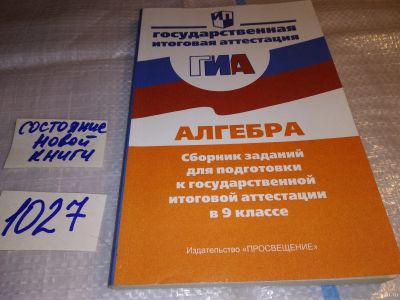 ИП
ГОСУДАРСТВЕННАЯ
ИТОГОВАЯ АТТЕСТАЦИЯ
ГИА
АЛГЕБРА
Сборник заданий
для подготовки
к государственной
итоговой аттестации
в 9 классе
Издательство «ПРОСВЕЩЕНИЕ»
СОСТОЯНИЕ
НОВОЙ
КНИГИ
1027